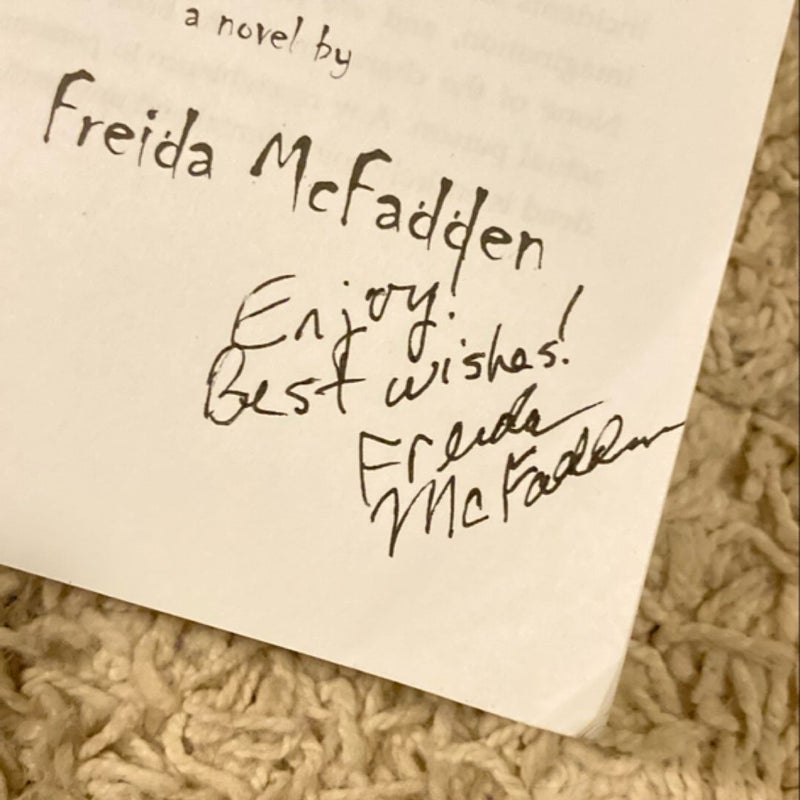 a novel by
Freida McFadden
Enjoy!
Best wishes!
Freida
McFadden